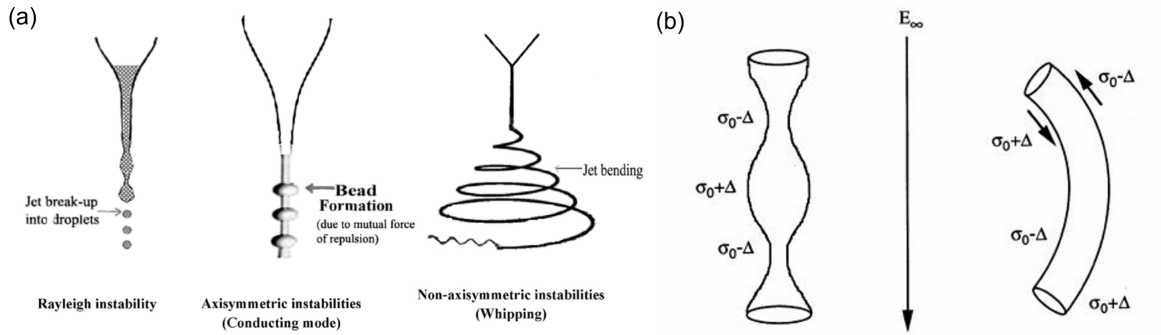 (a)
Jet break-up
into droplets
Rayleigh instability
Bead
Formation
(due to mutual force
of repulsion)
Axisymmetric instabilities
(Conducting mode)
Jet bending
Non-axisymmetric instabilities
(Whipping)
(b)
σ₀-Δ
σ₀+Δ
σ₀-Δ
E∞
σ₀-Δ
σ₀+Δ
σ₀-Δ
σ₀+Δ